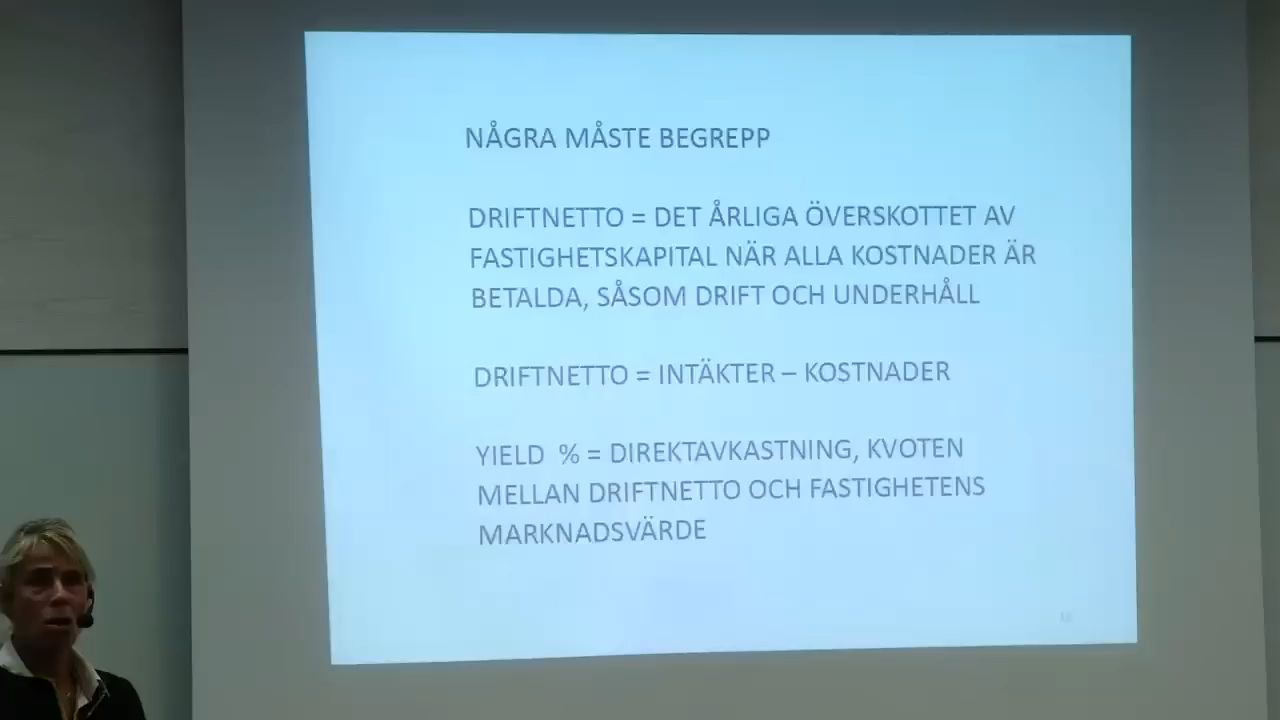 NÅGRA MÅSTE BEGREPP
DRIFTNETTO = DET ÅRLIGA ÖVERSKOTTET AV
FASTIGHETSKAPITAL NÄR ALLA KOSTNADER ÄR
BETALDA, SÅSOM DRIFT OCH UNDERHÅLL
DRIFTNETTO = INTÄKTER – KOSTNADER
YIELD % = DIREKTAVKASTNING, KVOTEN
MELLAN DRIFTNETTO OCH FASTIGHETENS
MARKNADSVÄRDE